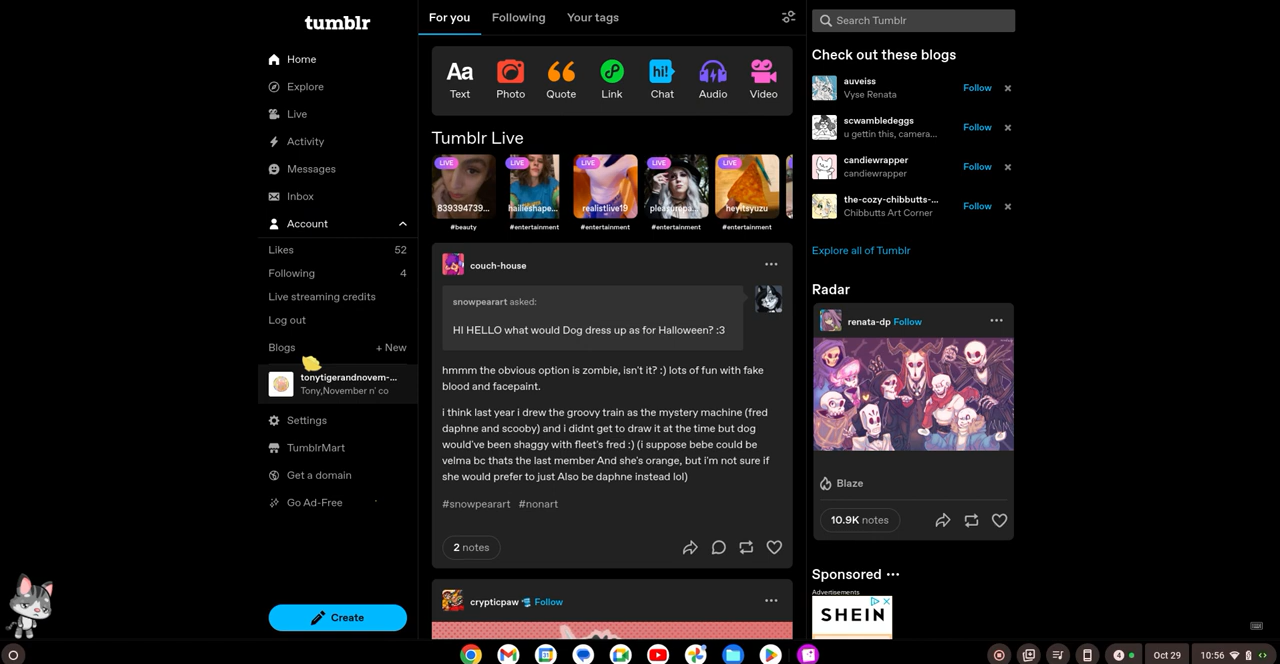 tumblr
Home
Explore
Live
Activity
Messages
Inbox
Account
Likes 52
Following 4
Live streaming credits
Log out
Blogs + New
tonytigerandnovem-...
Tony,November n' co
Settings
TumblrMart
Get a domain
Go Ad-Free
Create
For you Following Your tags
Aa hi!
Text Photo Quote Link Chat Audio Video
Tumblr Live
LIVE LIVE LIVE LIVE LIVE
839394739... hailieshape... realistlive19 heyitsyuzu
#beauty #entertainment #entertainment #entertainment #entertainment
couch-house
snowpearart asked:
HI HELLO what would Dog dress up as for Halloween? :3
hmmm the obvious option is zombie, isn't it? :) lots of fun with fake
blood and facepaint.
i think last year i drew the groovy train as the mystery machine (fred
daphne and scooby) and i didnt get to draw it at the time but dog
would've been shaggy with fleet's fred :) (i suppose bebe could be
velma bc thats the last member And she's orange, but i'm not sure if
she would prefer to just Also be daphne instead lol)
#snowpearart #nonart
2 notes
crypticpaw Follow
Search Tumblr
Check out these blogs
auveiss
Vyse Renata
Follow
scwambledeggs
u gettin this, camera...
Follow
candiewrapper
candiewrapper
Follow
the-cozy-chibbutts-...
Chibbutts Art Corner
Follow
Explore all of Tumblr
Radar
renata-dp Follow
Blaze
10.9K notes
Sponsored
Advertisements
SHEIN
4 Oct 29 10:56